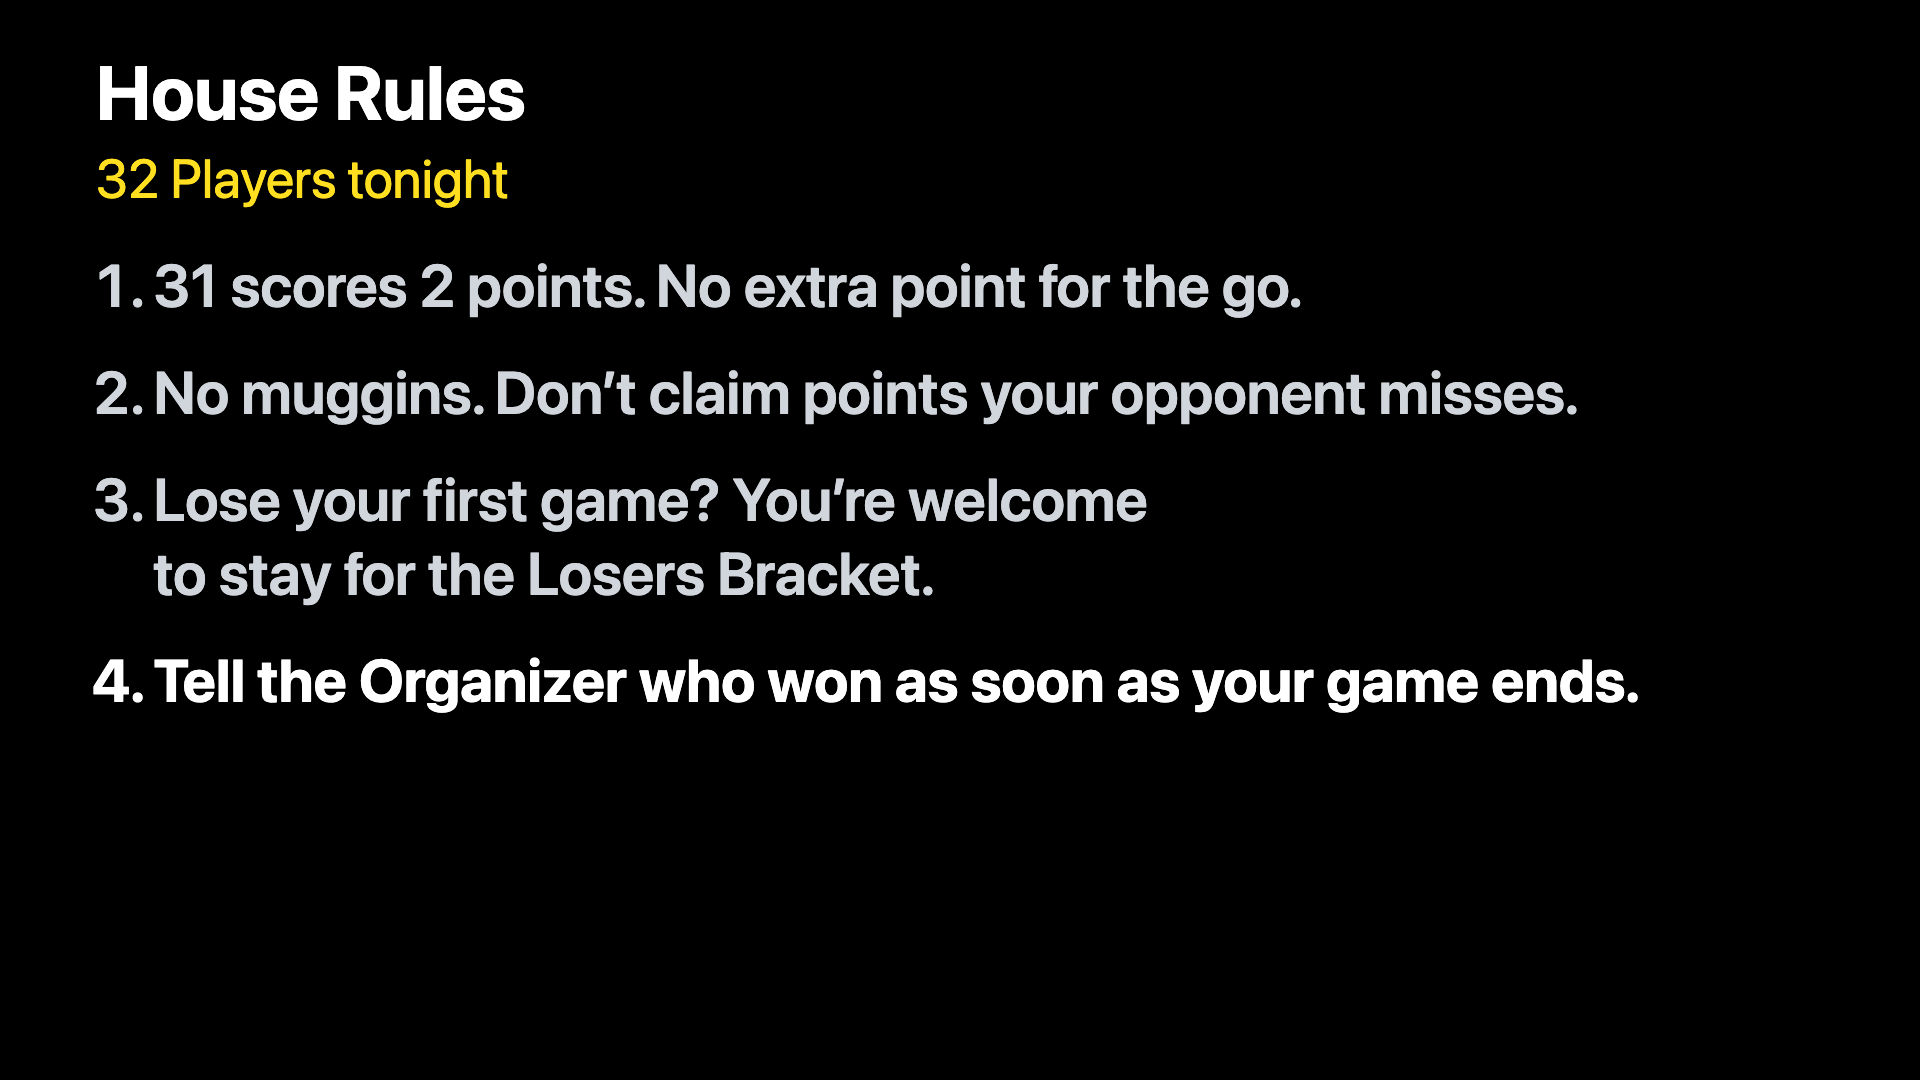 House Rules
32 Players tonight
1. 31 scores 2 points. No extra point for the go.
2. No muggins. Don’t claim points your opponent misses.
3. Lose your first game? You’re welcome
to stay for the Losers Bracket.
4. Tell the Organizer who won as soon as your game ends.